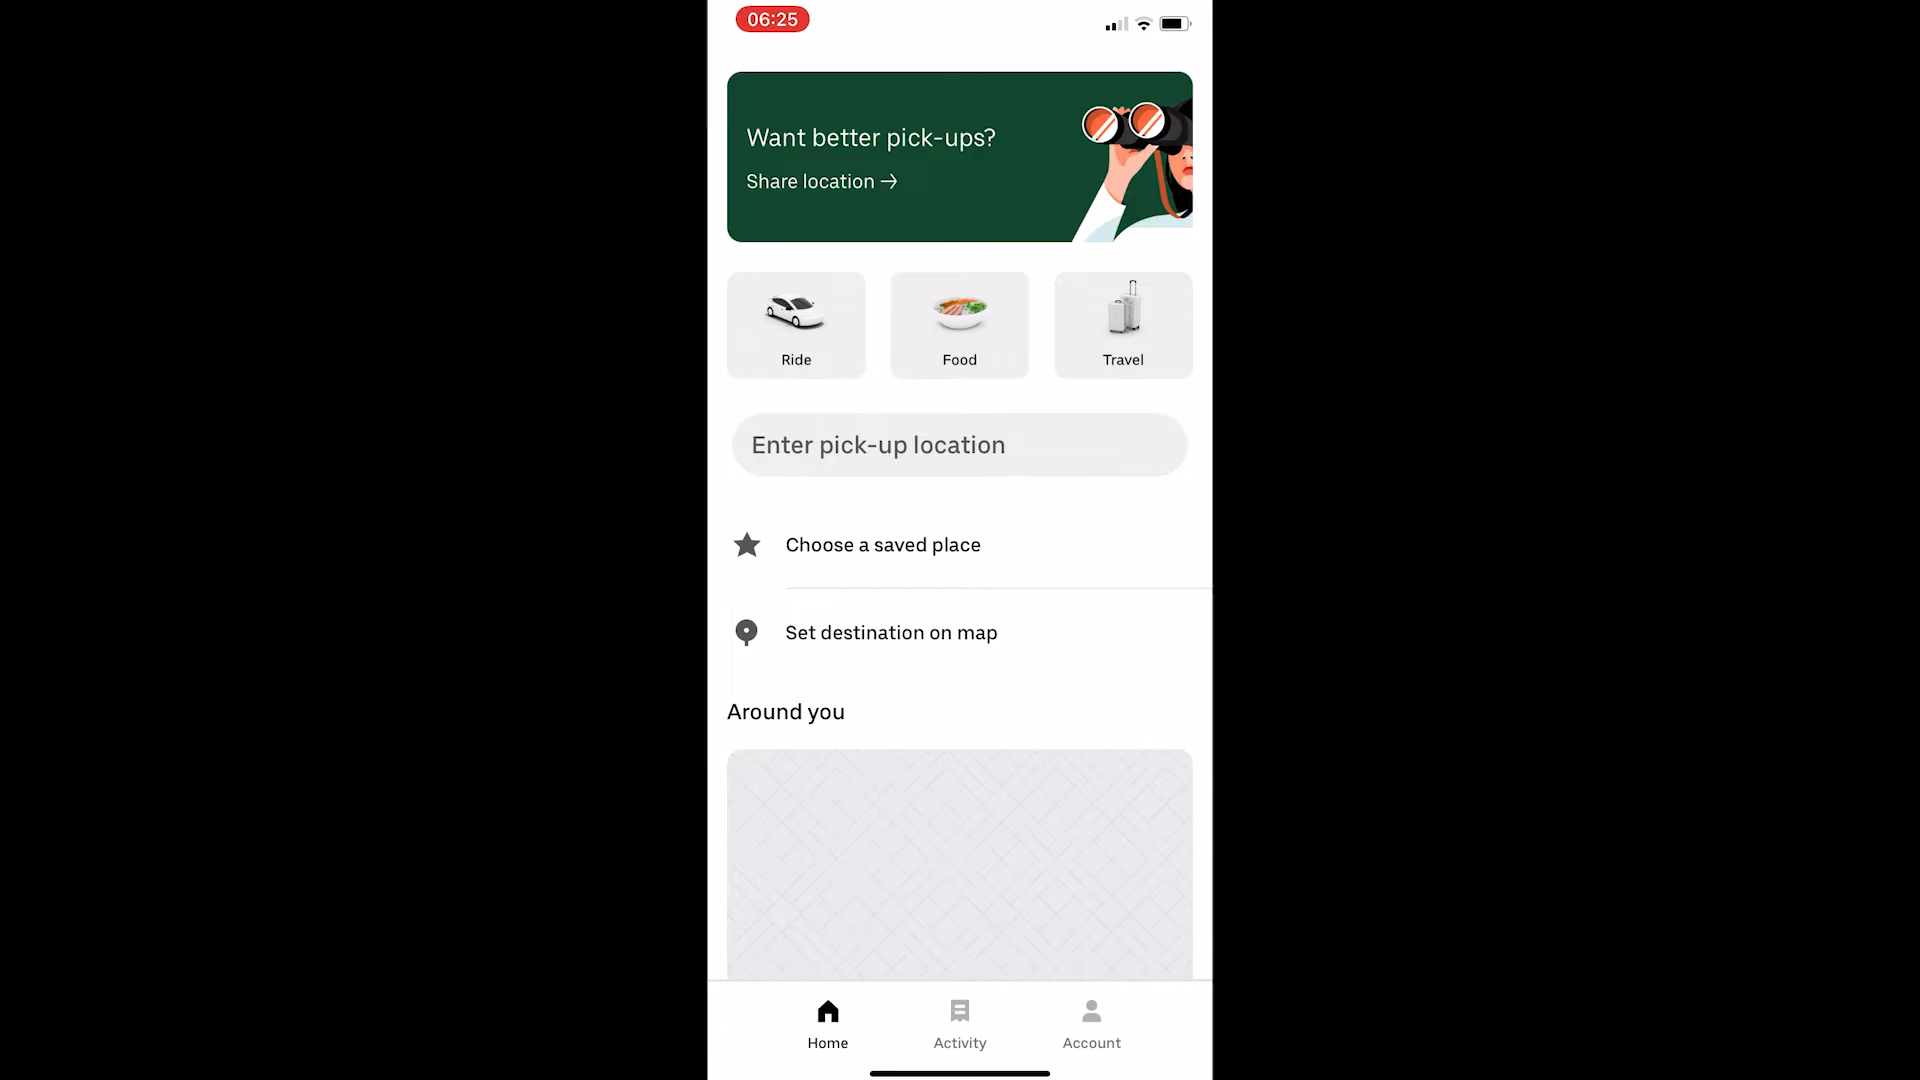 06:25
Want better pick-ups?
Share location →
Ride
Food
Travel
Enter pick-up location
Choose a saved place
Set destination on map
Around you
Home
Activity
Account